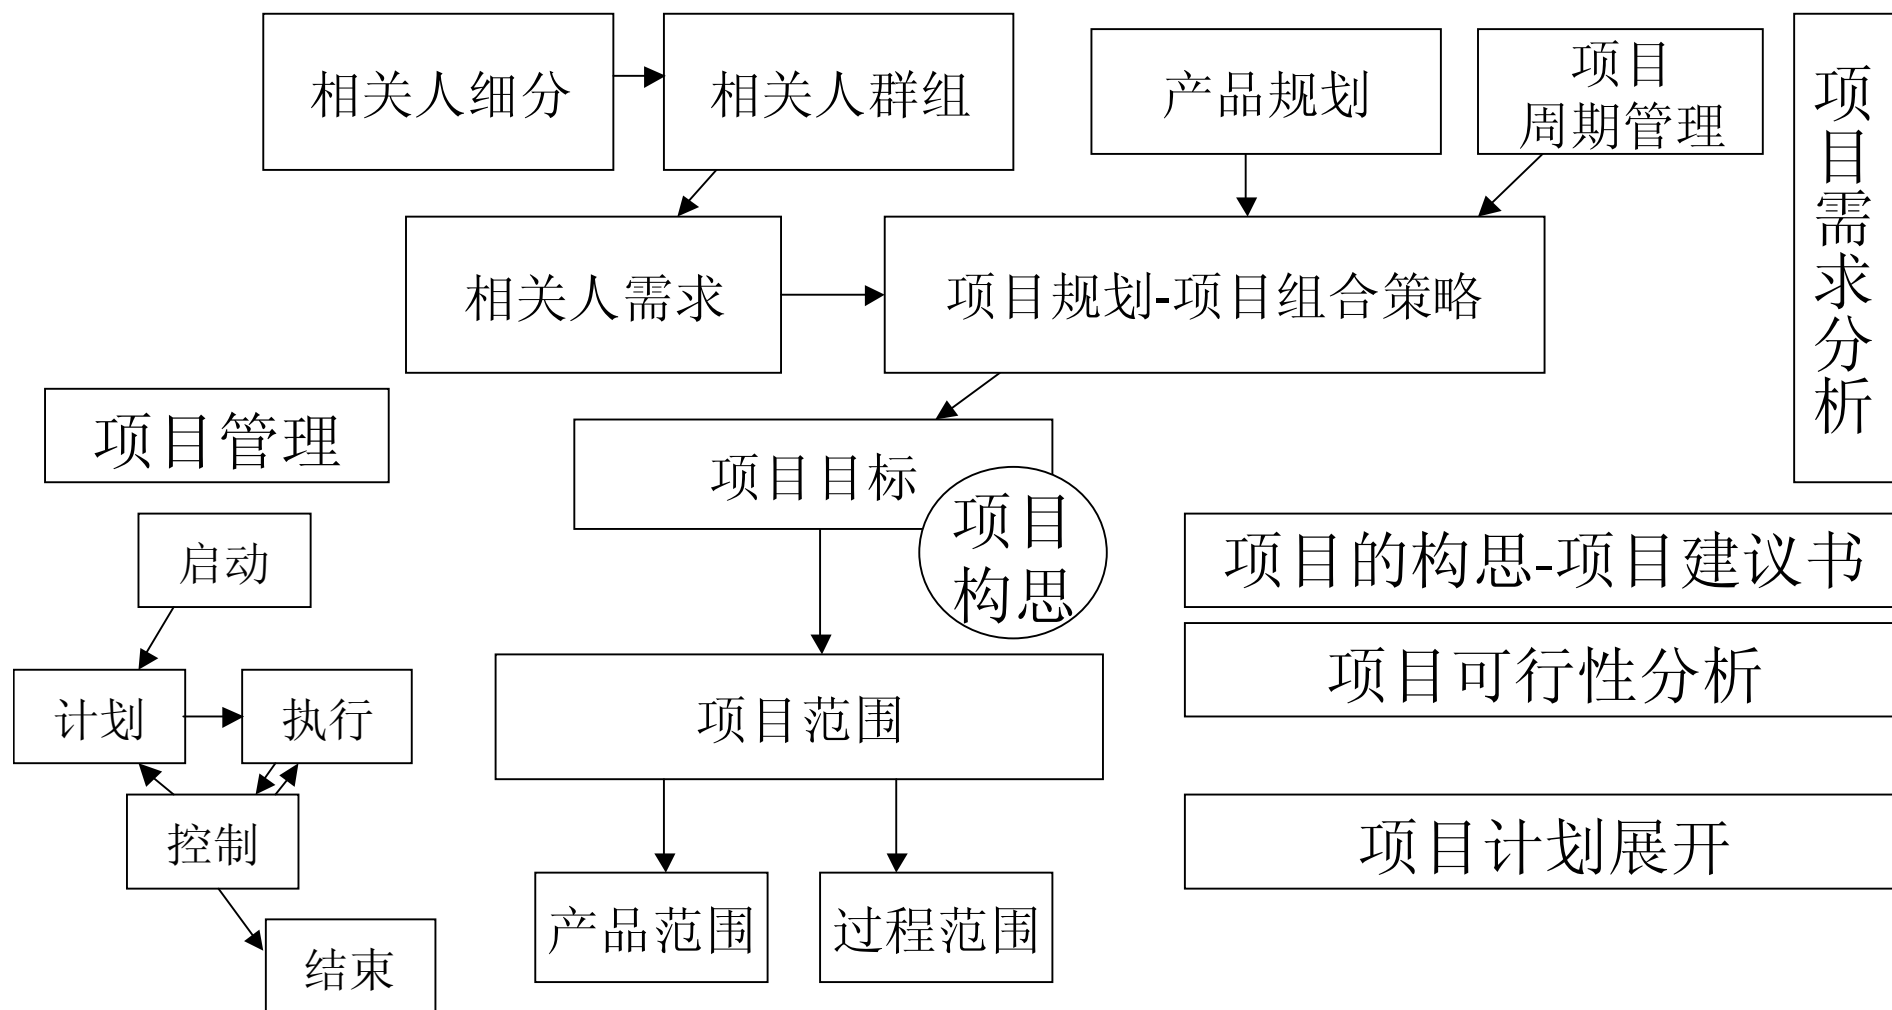 相关人细分
相关人群组
产品规划
项目
周期管理
项目需求分析
相关人需求
项目规划-项目组合策略
项目管理
项目目标
项目
构思
启动
项目的构思-项目建议书
计划
执行
项目范围
项目可行性分析
控制
项目计划展开
产品范围
过程范围
结束